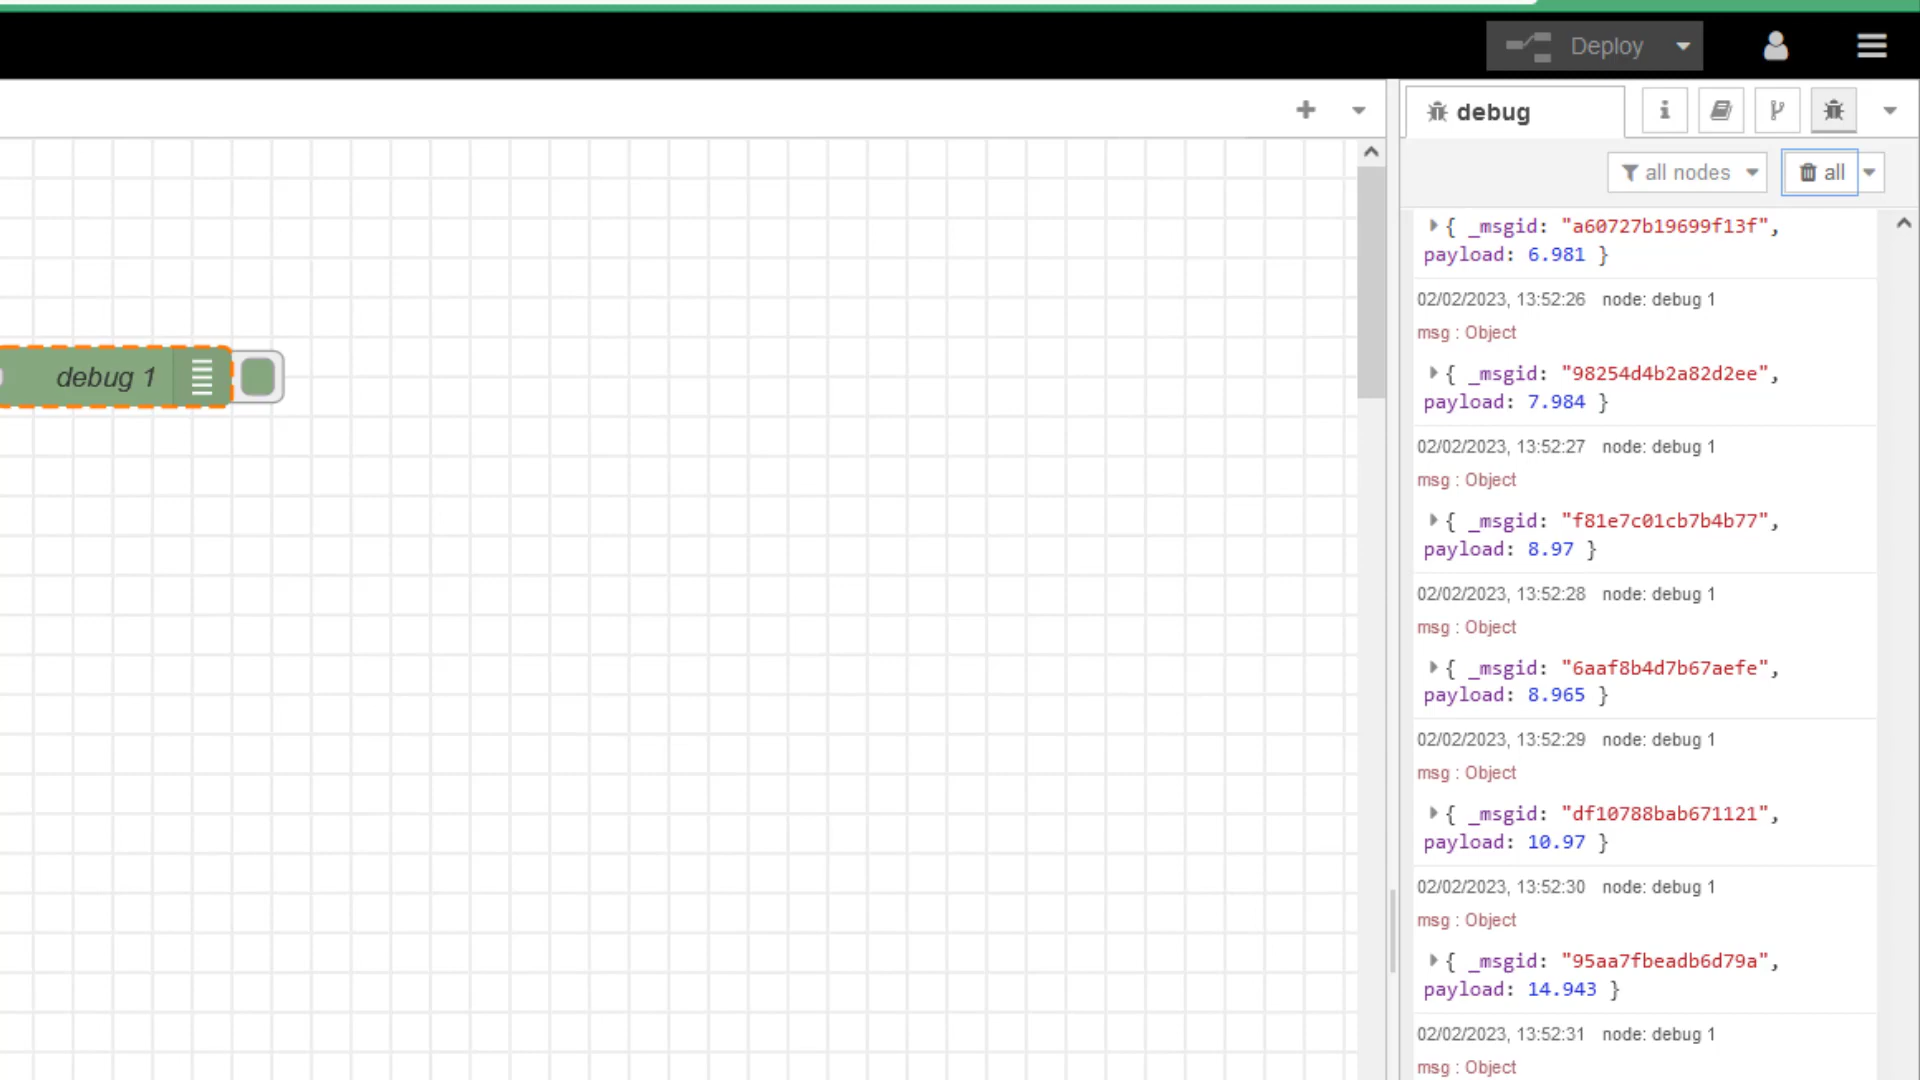 Deploy
debug
all nodes
all
{ _msgid: "a60727b19699f13f",
payload: 6.981 }
02/02/2023, 13:52:26 node: debug 1
msg : Object
{ _msgid: "98254d4b2a82d2ee",
payload: 7.984 }
02/02/2023, 13:52:27 node: debug 1
msg : Object
{ _msgid: "f81e7c01cb7b4b77",
payload: 8.97 }
02/02/2023, 13:52:28 node: debug 1
msg : Object
{ _msgid: "6aaf8b4d7b67aefe",
payload: 8.965 }
02/02/2023, 13:52:29 node: debug 1
msg : Object
{ _msgid: "df10788bab671121",
payload: 10.97 }
02/02/2023, 13:52:30 node: debug 1
msg : Object
{ _msgid: "95aa7fbeadb6d79a",
payload: 14.943 }
02/02/2023, 13:52:31 node: debug 1
msg : Object
debug 1